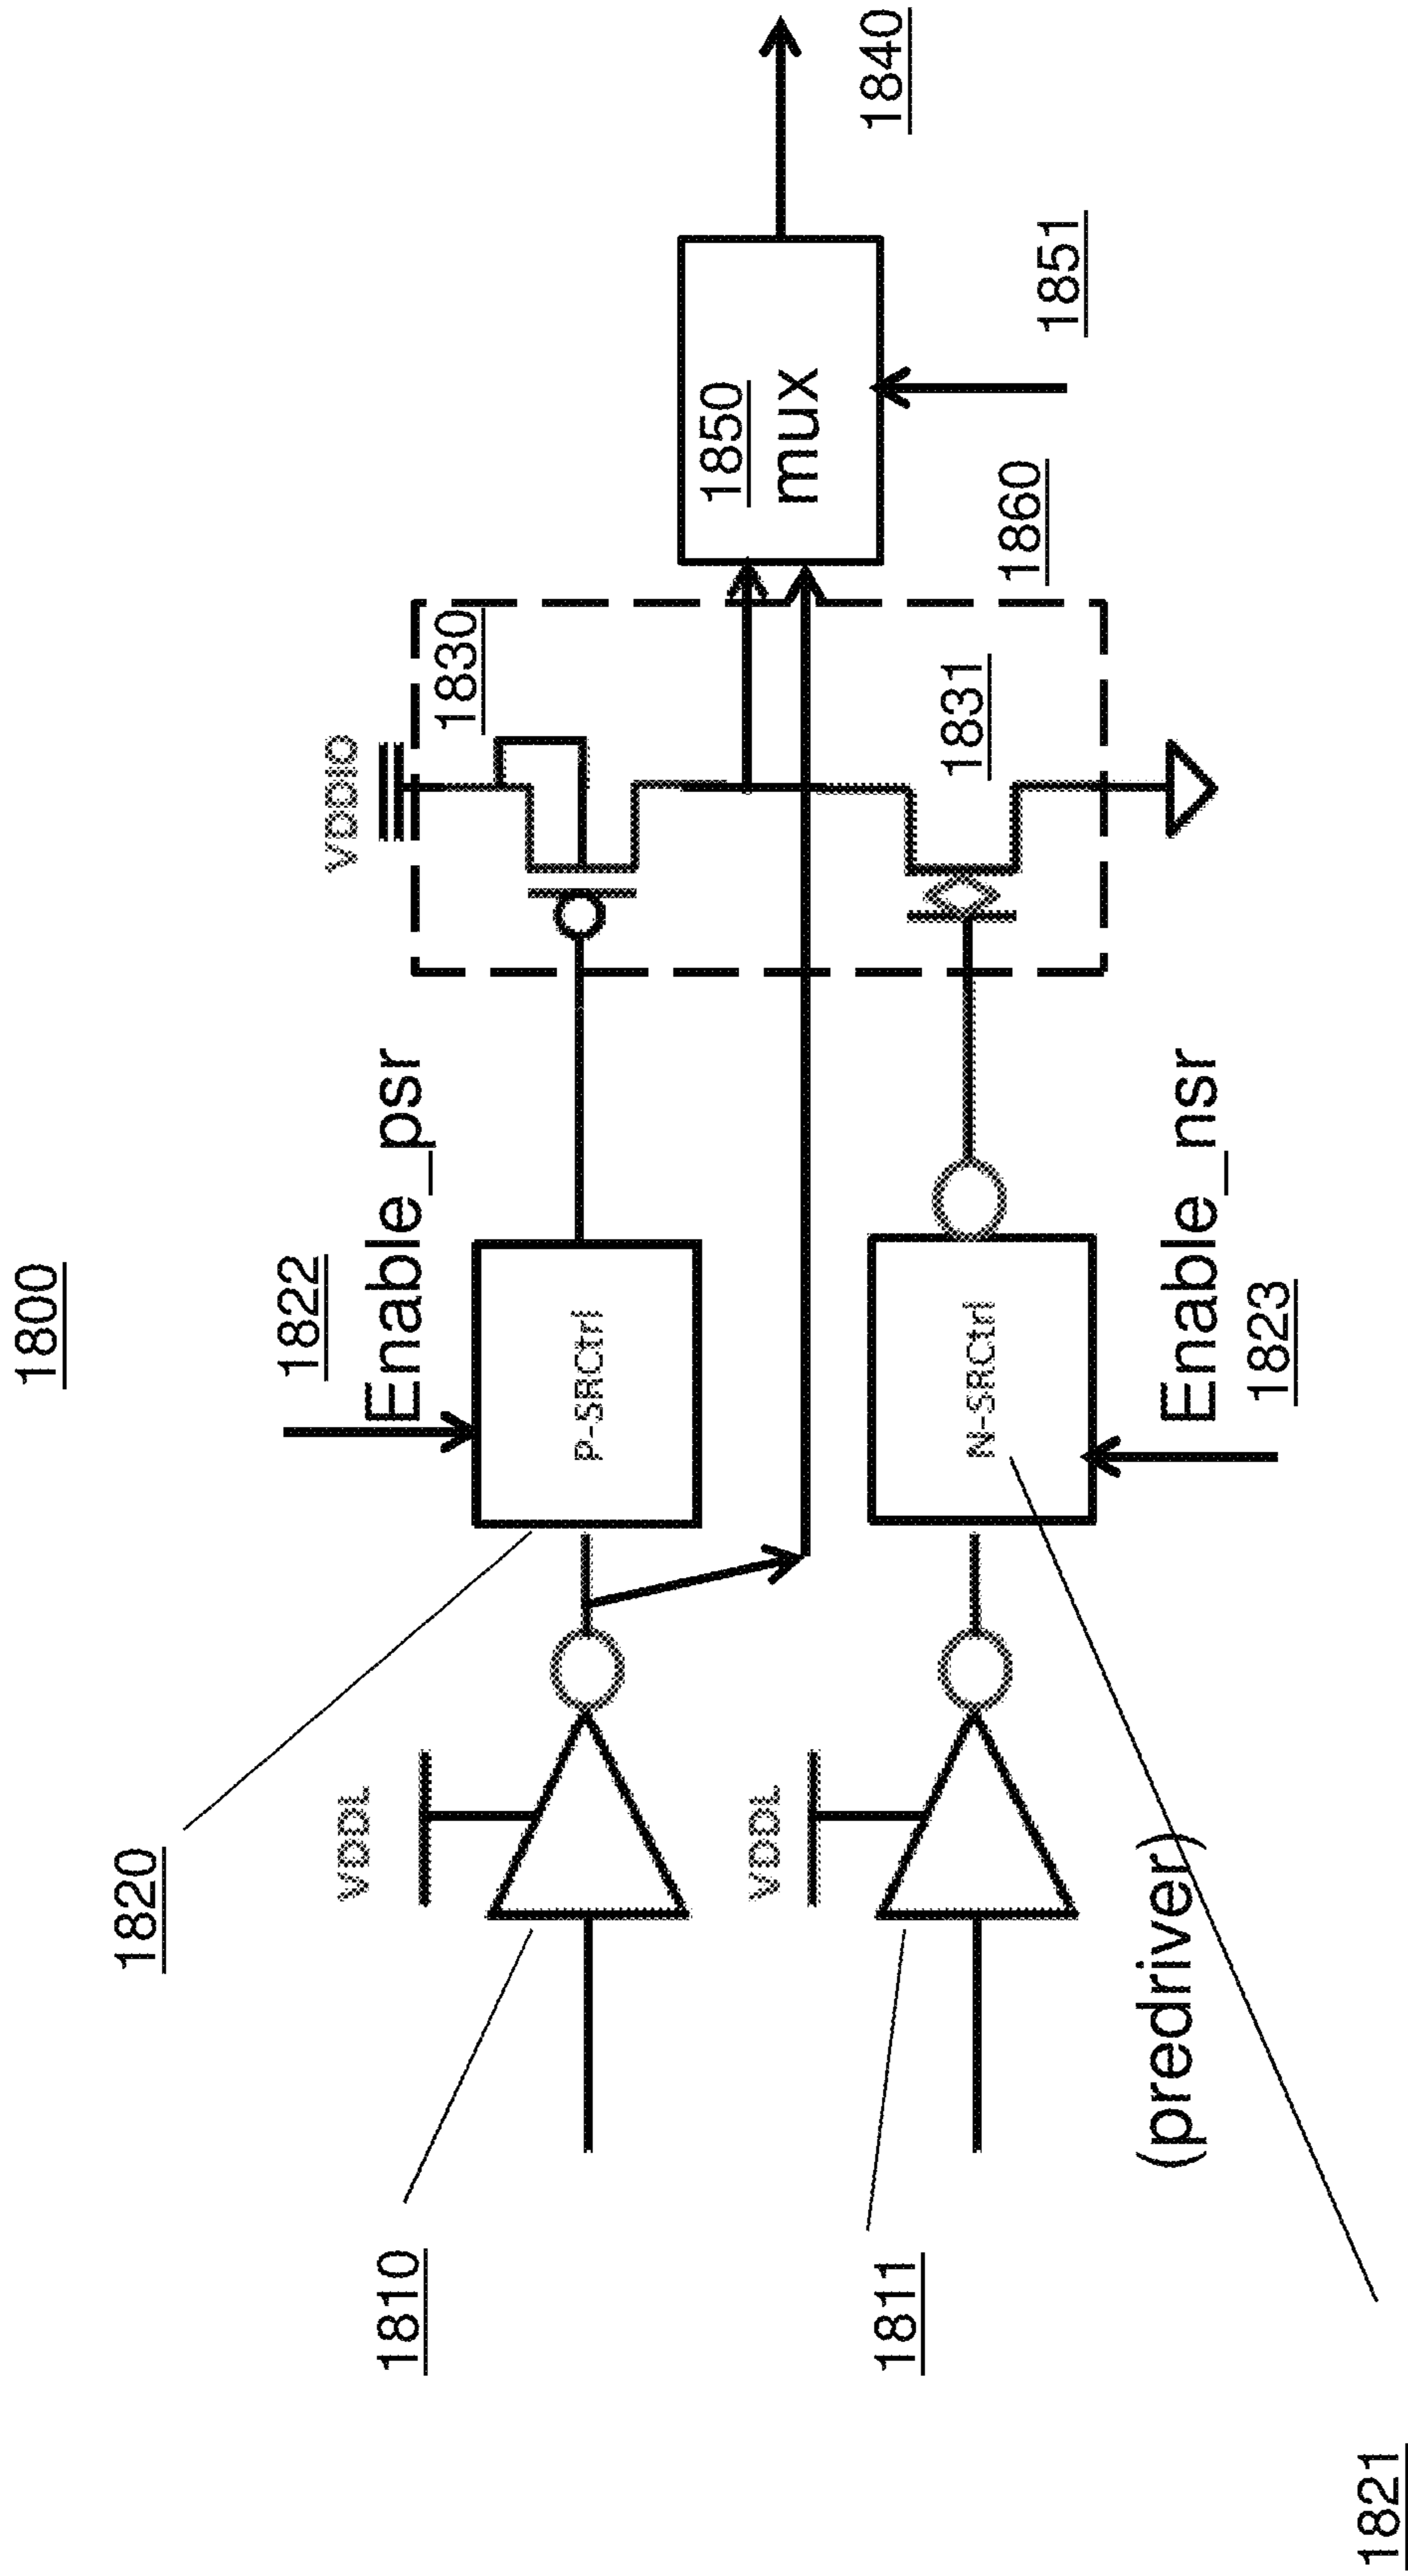 1800
1822
Enable_psr
1820
VDDL
1810
P-SRCtrl
VDDIO
1830
1850
mux
1840
1851
1860
1831
VDDL
1811
N-SRCtrl
(predriver)
Enable_nsr
1823
1821